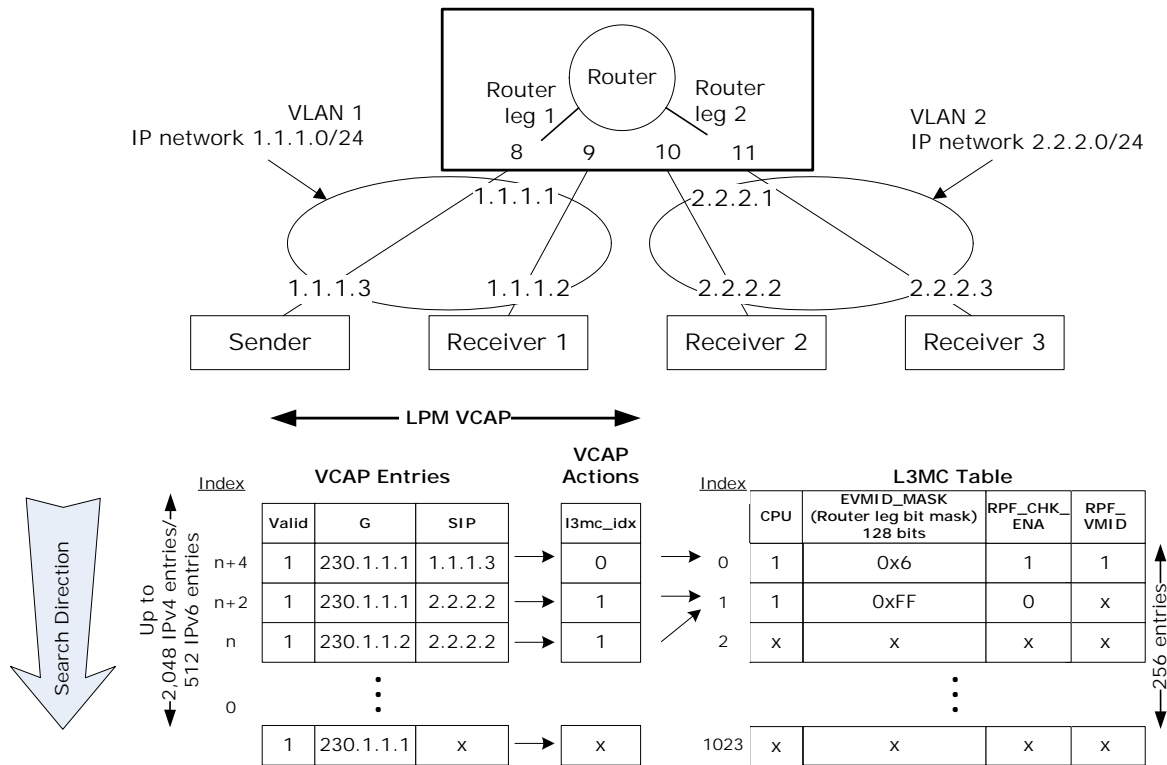 Router
Router leg 1
Router leg 2
VLAN 1
IP network 1.1.1.0/24
VLAN 2
IP network 2.2.2.0/24
8 9 10 11
1.1.1.1 2.2.2.1
1.1.1.3 1.1.1.2 2.2.2.2 2.2.2.3
Sender Receiver 1 Receiver 2 Receiver 3
LPM VCAP
VCAP Entries
VCAP Actions
L3MC Table
Index
Index
Valid G SIP l3mc_idx CPU EVMID_MASK (Router leg bit mask) 128 bits RPF_CHK_ENA RPF_VMID
n+4 1 230.1.1.1 1.1.1.3 0 0 1 0x6 1 1
n+2 1 230.1.1.1 2.2.2.2 1 1 1 0xFF 0 x
n 1 230.1.1.2 2.2.2.2 1 2 x x x x
0
1 230.1.1.1 x x 1023 x x x x
Search Direction
Up to
2,048 IPv4 entries/
512 IPv6 entries
256 entries